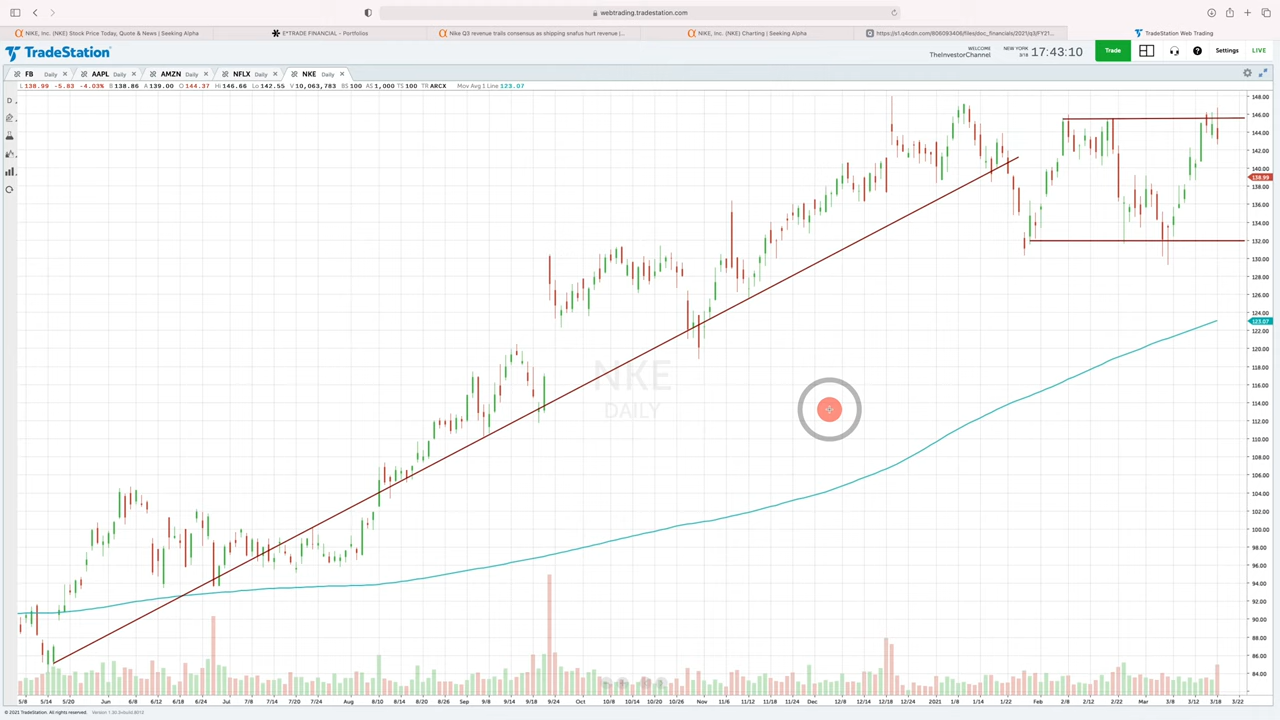 webtrading.tradestation.com
NIKE, Inc. (NKE) Stock Price Today, Quote & News | Seeking Alpha
E*TRADE FINANCIAL - Portfolios
Nike Q3 revenue trails consensus as shipping snafus hurt revenue |...
NIKE, Inc. (NKE) Charting | Seeking Alpha
https://s1.q4cdn.com/806093406/files/doc_financials/2021/q3/FY21...
TradeStation Web Trading
TradeStation
WELCOME
TheInvestorChannel
NEW YORK
3/18
17:43:10
Trade
Settings
LIVE
FB Daily
AAPL Daily
AMZN Daily
NFLX Daily
NKE Daily
L 138.99 -5.83 -4.03% B 138.86 A 139.00 O 144.37 Hi 146.66 Lo 142.55 V 10,063,783 BS 100 AS 1,000 TS 100 TR ARCX Mov Avg 1 Line 123.07
D
148.00
146.00
144.00
142.00
140.00
138.99
138.00
136.00
134.00
132.00
130.00
128.00
126.00
124.00
123.07
122.00
120.00
118.00
116.00
114.00
112.00
110.00
108.00
106.00
104.00
102.00
100.00
98.00
96.00
94.00
92.00
90.00
88.00
86.00
84.00
NKE
DAILY
5/8 5/14 5/20 Jun 6/8 6/12 6/18 6/24 Jul 7/8 7/14 7/20 7/24 Aug 8/10 8/14 8/20 8/26 Sep 9/8 9/14 9/18 9/24 Oct 10/8 10/14 10/20 10/26 Nov 11/6 11/12 11/18 11/24 Dec 12/8 12/14 12/18 12/24 2021 1/8 1/14 1/22 Feb 2/8 2/12 2/22 Mar 3/8 3/12 3/18 3/22
© 2021 TradeStation. All rights reserved.